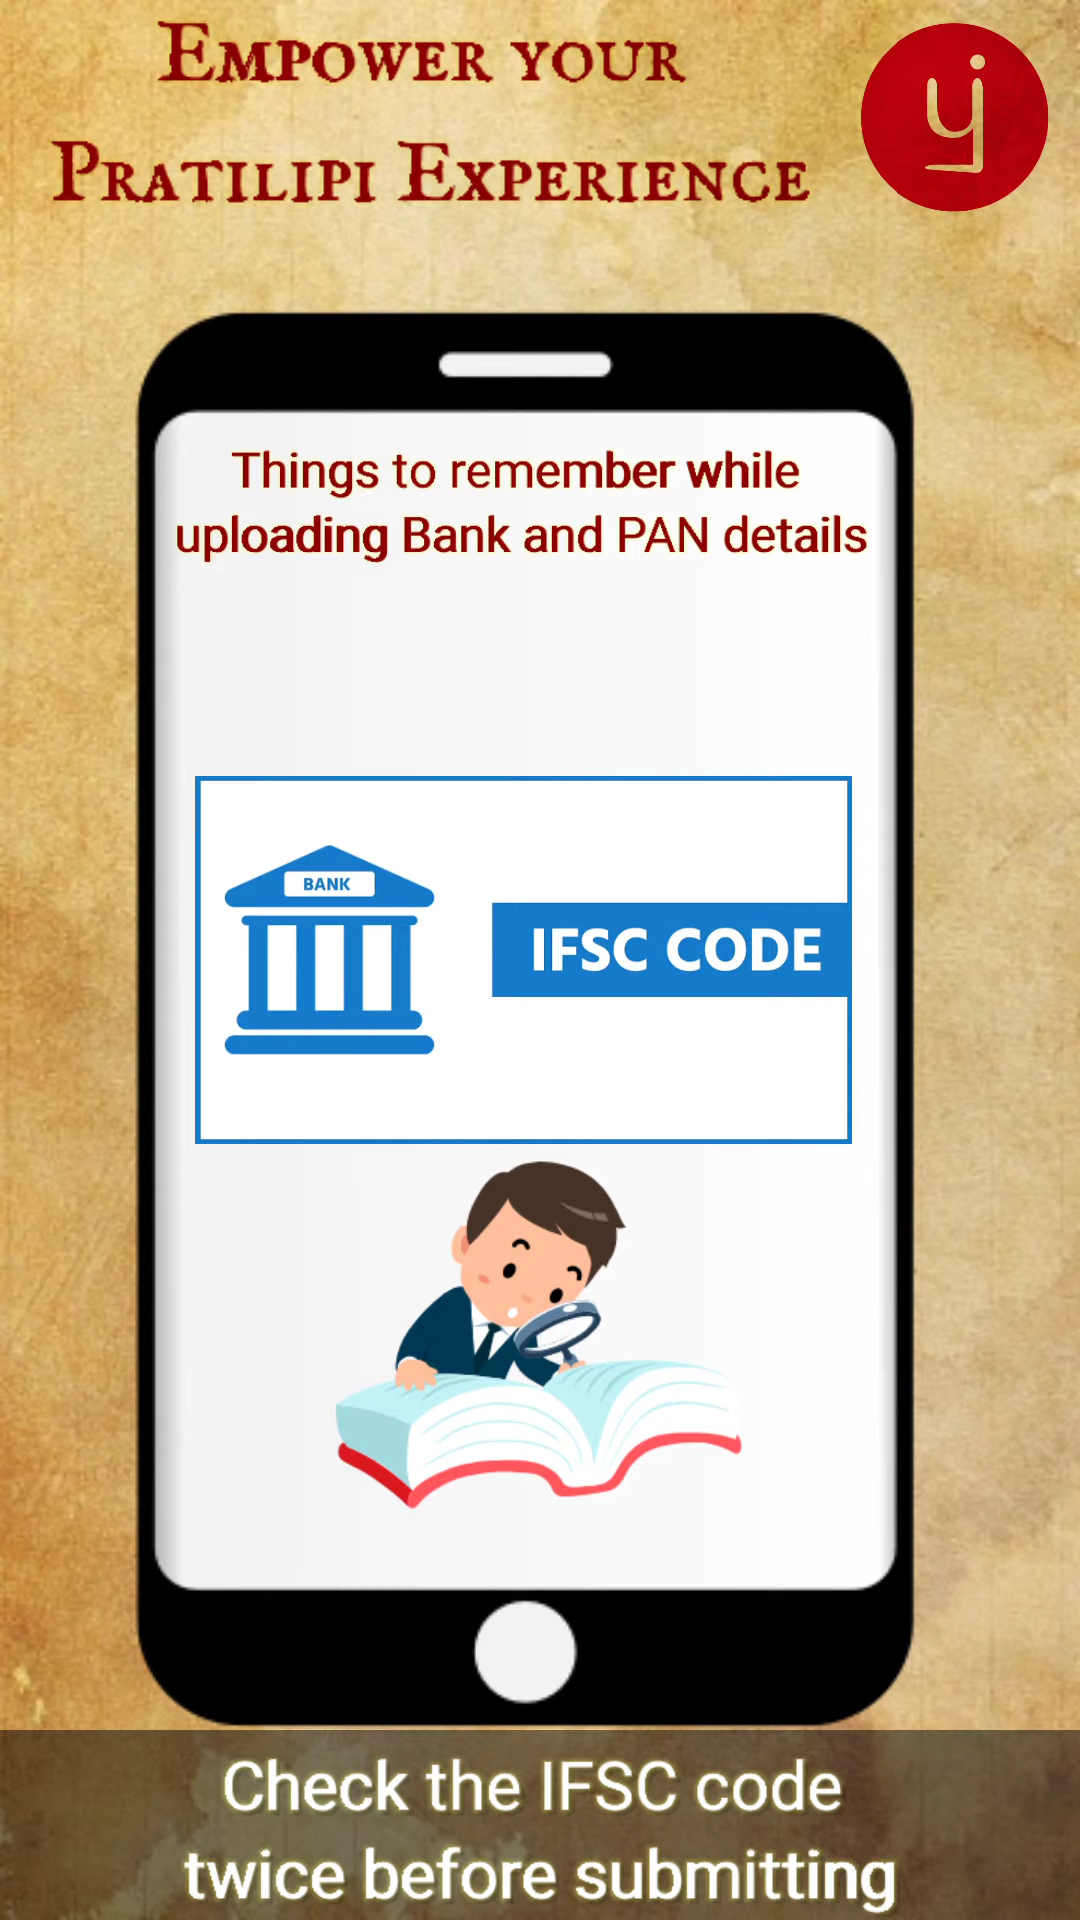 EMPOWER YOUR
PRATILIPI EXPERIENCE
Things to remember while
uploading Bank and PAN details
BANK
IFSC CODE
Check the IFSC code
twice before submitting